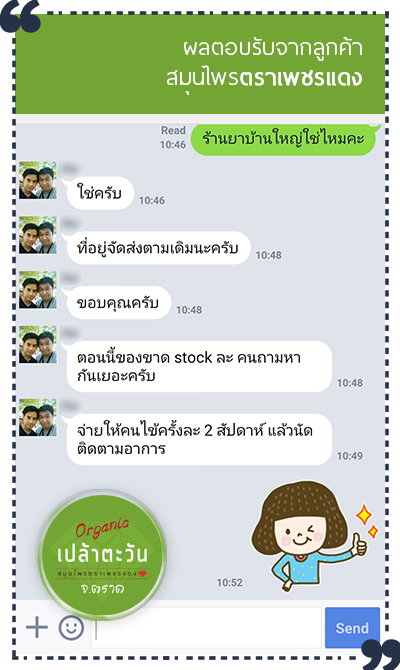 ผลตอบรับจากลูกค้า
สมุนไพรตราเพชรแดง
Read
10:46
ร้านยาบ้านใหญ่ใช่ไหมคะ
ใช่ครับ
10:46
ที่อยู่จัดส่งตามเดิมนะครับ
10:48
ขอบคุณครับ
10:48
ตอนนี้ของขาด stock ละ คนถามหา
กันเยอะครับ
10:48
จ่ายให้คนไข้ครั้งละ 2 สัปดาห์ แล้วนัด
ติดตามอาการ
10:49
Organic
เปล้าตะวัน
สมุนไพรตราเพชรแดง
จ.ตราด
10:52
Send